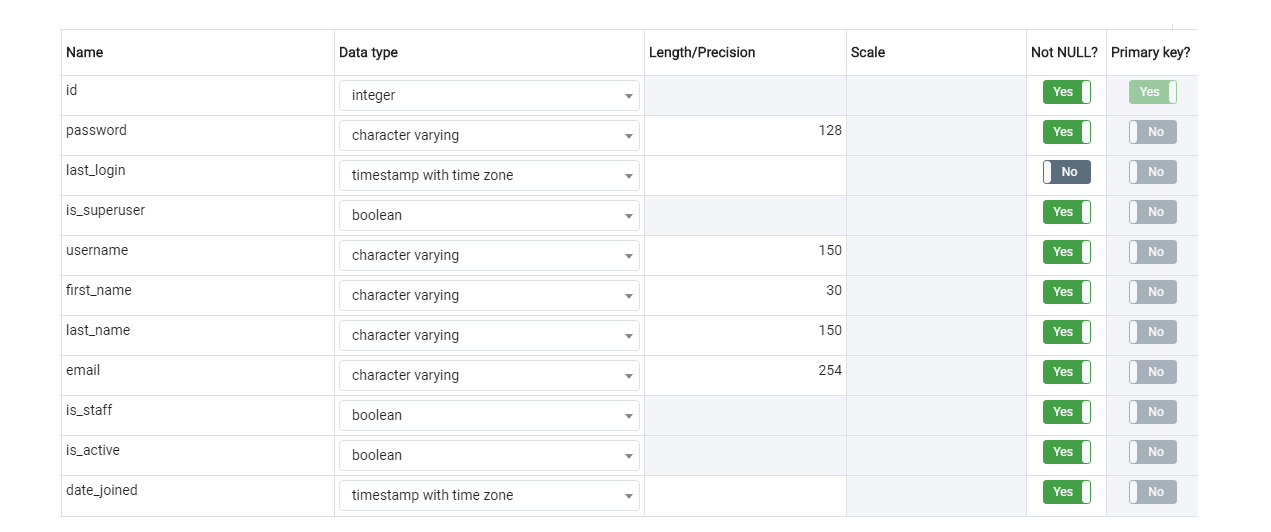 Name Data type Length/Precision Scale Not NULL? Primary key?
id integer Yes Yes
password character varying 128 Yes No
last_login timestamp with time zone No No
is_superuser boolean Yes No
username character varying 150 Yes No
first_name character varying 30 Yes No
last_name character varying 150 Yes No
email character varying 254 Yes No
is_staff boolean Yes No
is_active boolean Yes No
date_joined timestamp with time zone Yes No